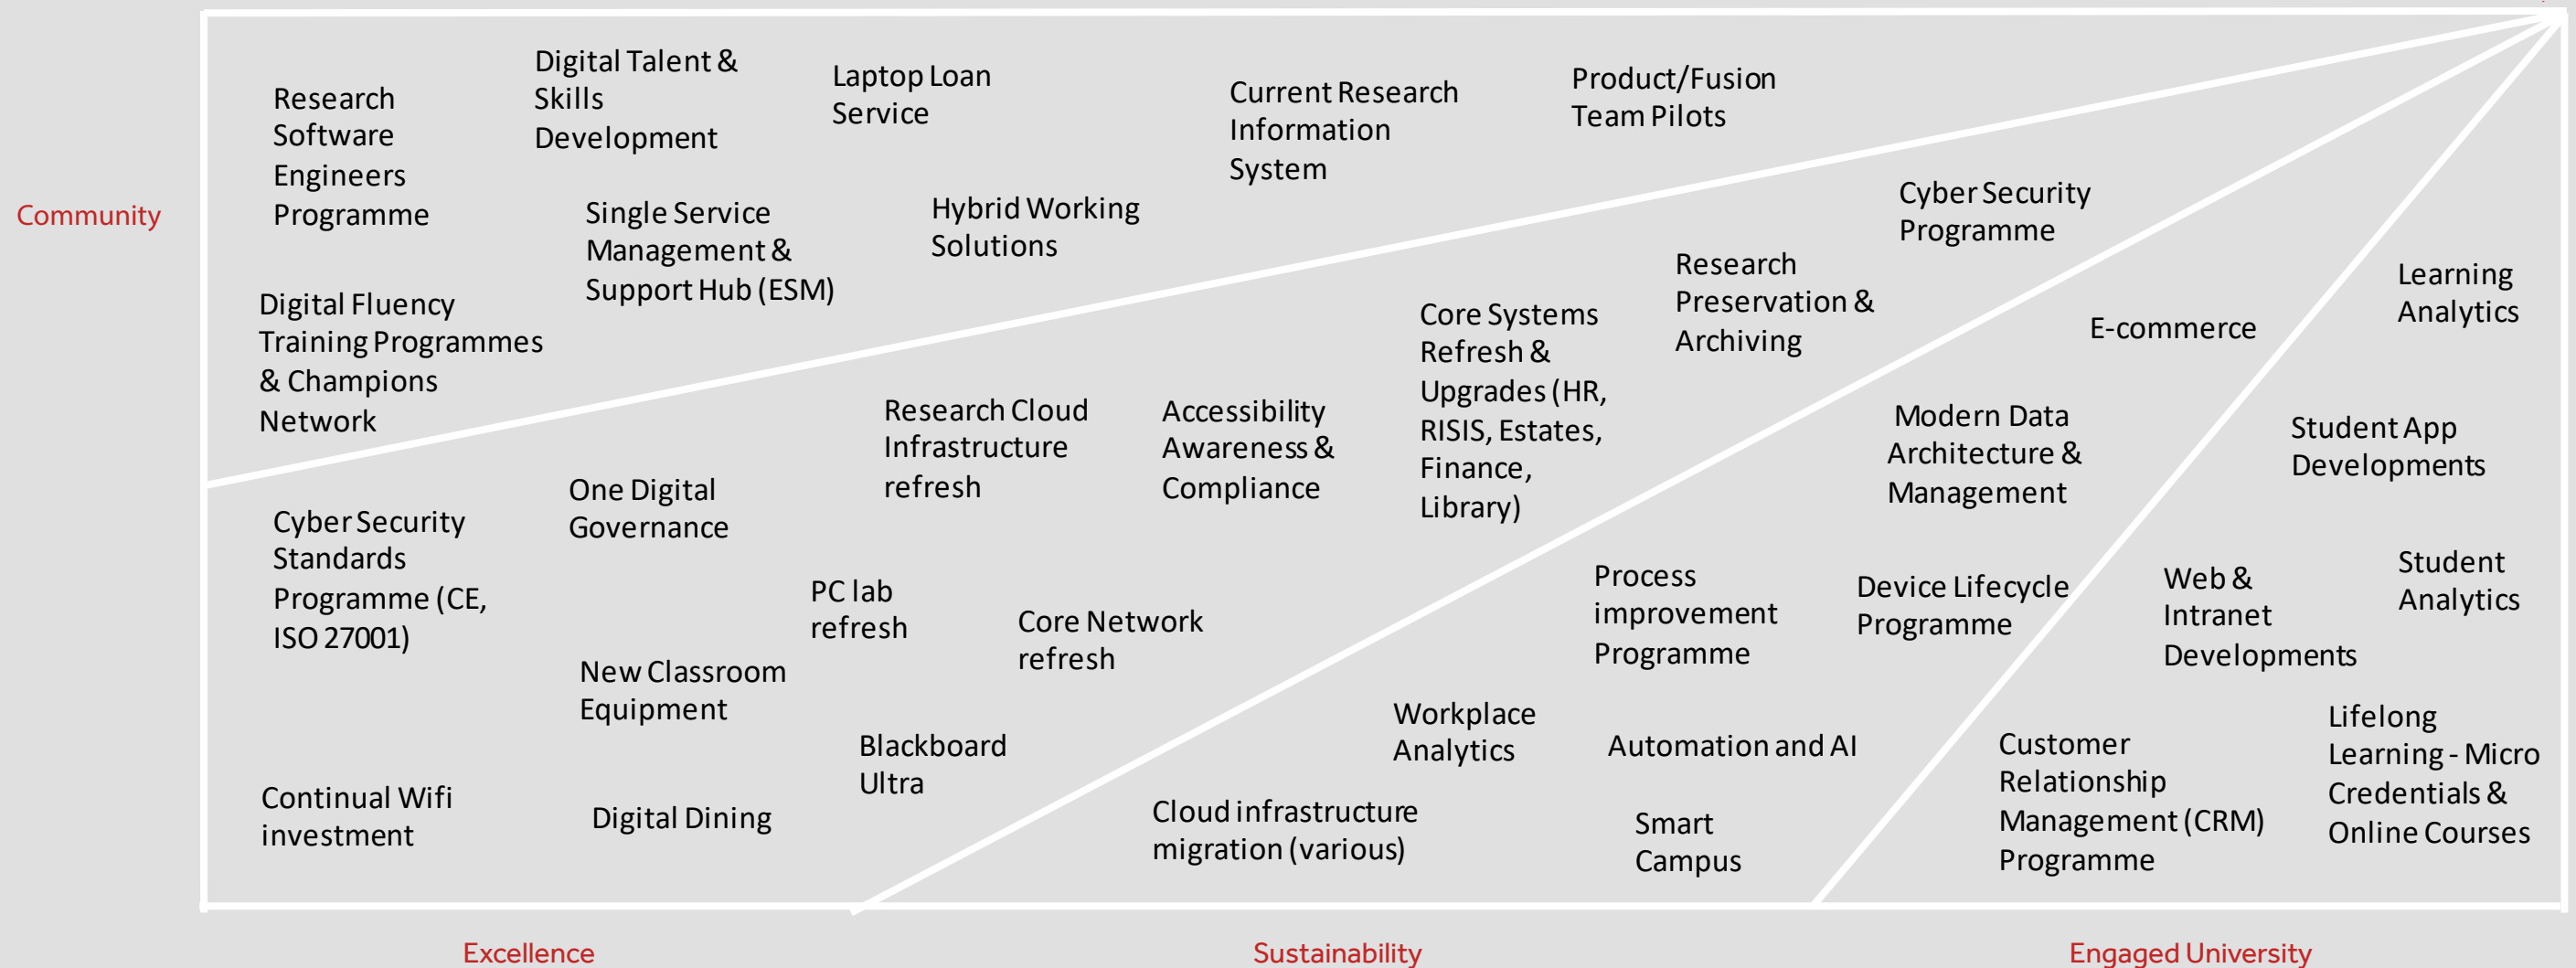 Community
Research
Software
Engineers
Programme
Digital Talent &
Skills
Development
Laptop Loan
Service
Current Research
Information
System
Product/Fusion
Team Pilots
Single Service
Management &
Support Hub (ESM)
Hybrid Working
Solutions
Digital Fluency
Training Programmes
& Champions
Network
Cyber Security
Programme
Research
Preservation &
Archiving
Core Systems
Refresh &
Upgrades (HR,
RISIS, Estates,
Finance,
Library)
Research Cloud
Infrastructure
refresh
Accessibility
Awareness &
Compliance
One Digital
Governance
Cyber Security
Standards
Programme (CE,
ISO 27001)
PC lab
refresh
Core Network
refresh
New Classroom
Equipment
Blackboard
Ultra
Continual Wifi
investment
Digital Dining
E-commerce
Modern Data
Architecture &
Management
Process
improvement
Programme
Device Lifecycle
Programme
Workplace
Analytics
Automation and AI
Cloud infrastructure
migration (various)
Smart
Campus
Learning
Analytics
Student App
Developments
Web &
Intranet
Developments
Student
Analytics
Customer
Relationship
Management (CRM)
Programme
Lifelong
Learning - Micro
Credentials &
Online Courses
Excellence
Sustainability
Engaged University